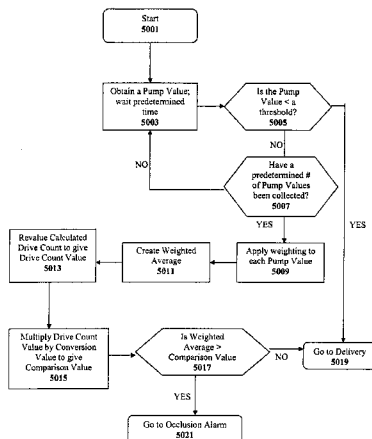 Start
5001
Obtain a Pump Value;
wait predetermined
time
5003
Is the Pump
Value < a
threshold?
5005
NO
NO
Have a
predetermined #
of Pump Values
been collected?
5007
YES
YES
Revalue Calculated
Drive Count to give
Drive Count Value
5013
Create Weighted
Average
5011
Apply weighting to
each Pump Value
5009
Multiply Drive Count
Value by Conversion
Value to give
Comparison Value
5015
Is Weighted
Average >
Comparison Value
5017
NO
Go to Delivery
5019
YES
Go to Occlusion Alarm
5021